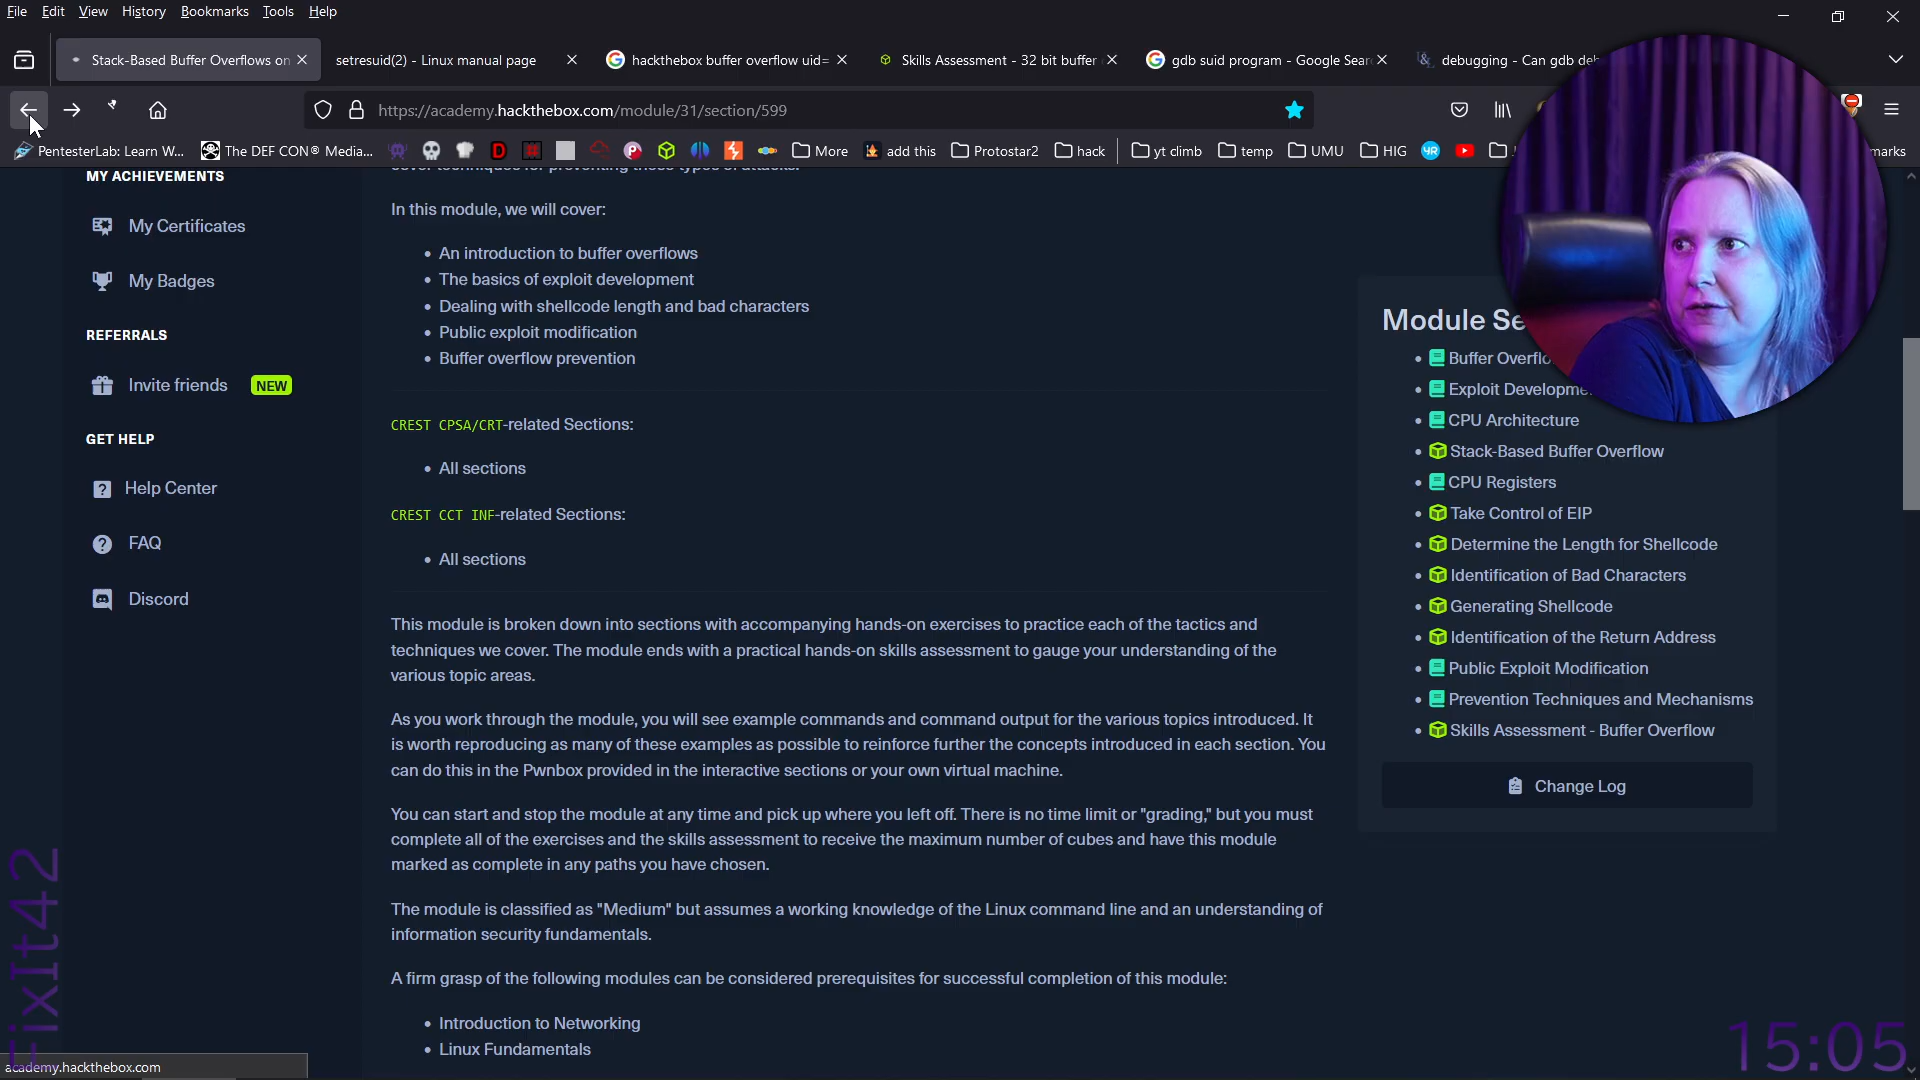 File Edit View History Bookmarks Tools Help
Stack-Based Buffer Overflows on
setresuid(2) - Linux manual page
hackthebox buffer overflow uid=
Skills Assessment - 32 bit buffer
gdb suid program - Google Sear
debugging - Can gdb deb
https://academy.hackthebox.com/module/31/section/599
PentesterLab: Learn W... The DEF CON® Media... More add this Protostar2 hack yt climb temp UMU HIG
MY ACHIEVEMENTS
My Certificates
My Badges
REFERRALS
Invite friends NEW
GET HELP
Help Center
FAQ
Discord
In this module, we will cover:
• An introduction to buffer overflows
• The basics of exploit development
• Dealing with shellcode length and bad characters
• Public exploit modification
• Buffer overflow prevention
CREST CPSA/CRT-related Sections:
• All sections
CREST CCT INF-related Sections:
• All sections
This module is broken down into sections with accompanying hands-on exercises to practice each of the tactics and
techniques we cover. The module ends with a practical hands-on skills assessment to gauge your understanding of the
various topic areas.
As you work through the module, you will see example commands and command output for the various topics introduced. It
is worth reproducing as many of these examples as possible to reinforce further the concepts introduced in each section. You
can do this in the Pwnbox provided in the interactive sections or your own virtual machine.
You can start and stop the module at any time and pick up where you left off. There is no time limit or "grading," but you must
complete all of the exercises and the skills assessment to receive the maximum number of cubes and have this module
marked as complete in any paths you have chosen.
The module is classified as "Medium" but assumes a working knowledge of the Linux command line and an understanding of
information security fundamentals.
A firm grasp of the following modules can be considered prerequisites for successful completion of this module:
• Introduction to Networking
• Linux Fundamentals
Module Se
• Buffer Overflo
• Exploit Developme
• CPU Architecture
• Stack-Based Buffer Overflow
• CPU Registers
• Take Control of EIP
• Determine the Length for Shellcode
• Identification of Bad Characters
• Generating Shellcode
• Identification of the Return Address
• Public Exploit Modification
• Prevention Techniques and Mechanisms
• Skills Assessment - Buffer Overflow
Change Log
FixIt42
academy.hackthebox.com
15:05